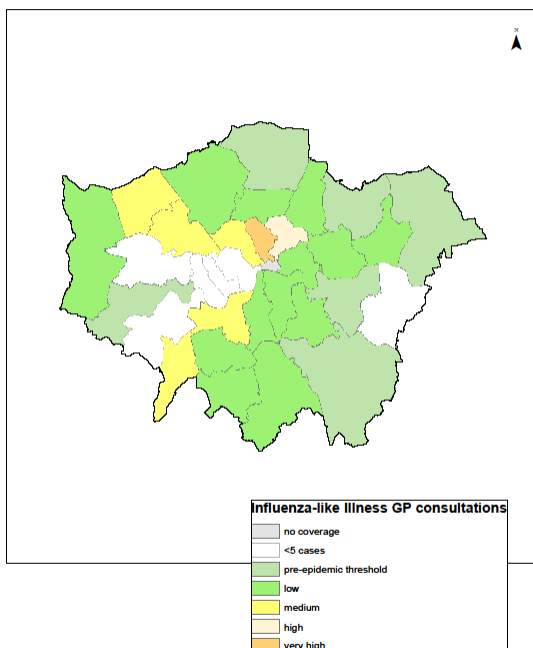 N
Influenza-like Illness GP consultations
no coverage
<5 cases
pre-epidemic threshold
low
medium
high
very high